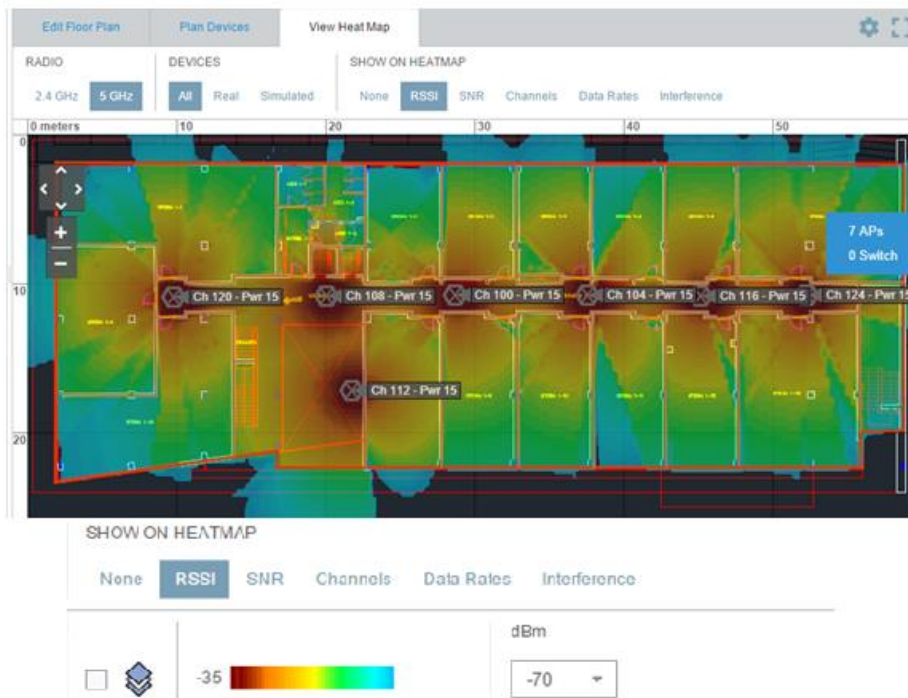 Edit Floor Plan Plan Devices View Heat Map
RADIO DEVICES SHOW ON HEATMAP
2.4 GHz 5 GHz All Real Simulated None RSSI SNR Channels Data Rates Interference
0 meters 10 20 30 40 50
0
7 APs
0 Switch
10
Ch 120 - Pwr 15 Ch 108 - Pwr 15 Ch 100 - Pwr 15 Ch 104 - Pwr 15 Ch 116 - Pwr 15 Ch 124 - Pwr 15
Ch 112 - Pwr 15
20
SHOW ON HEATMAP
None RSSI SNR Channels Data Rates Interference
dBm
-35 -70